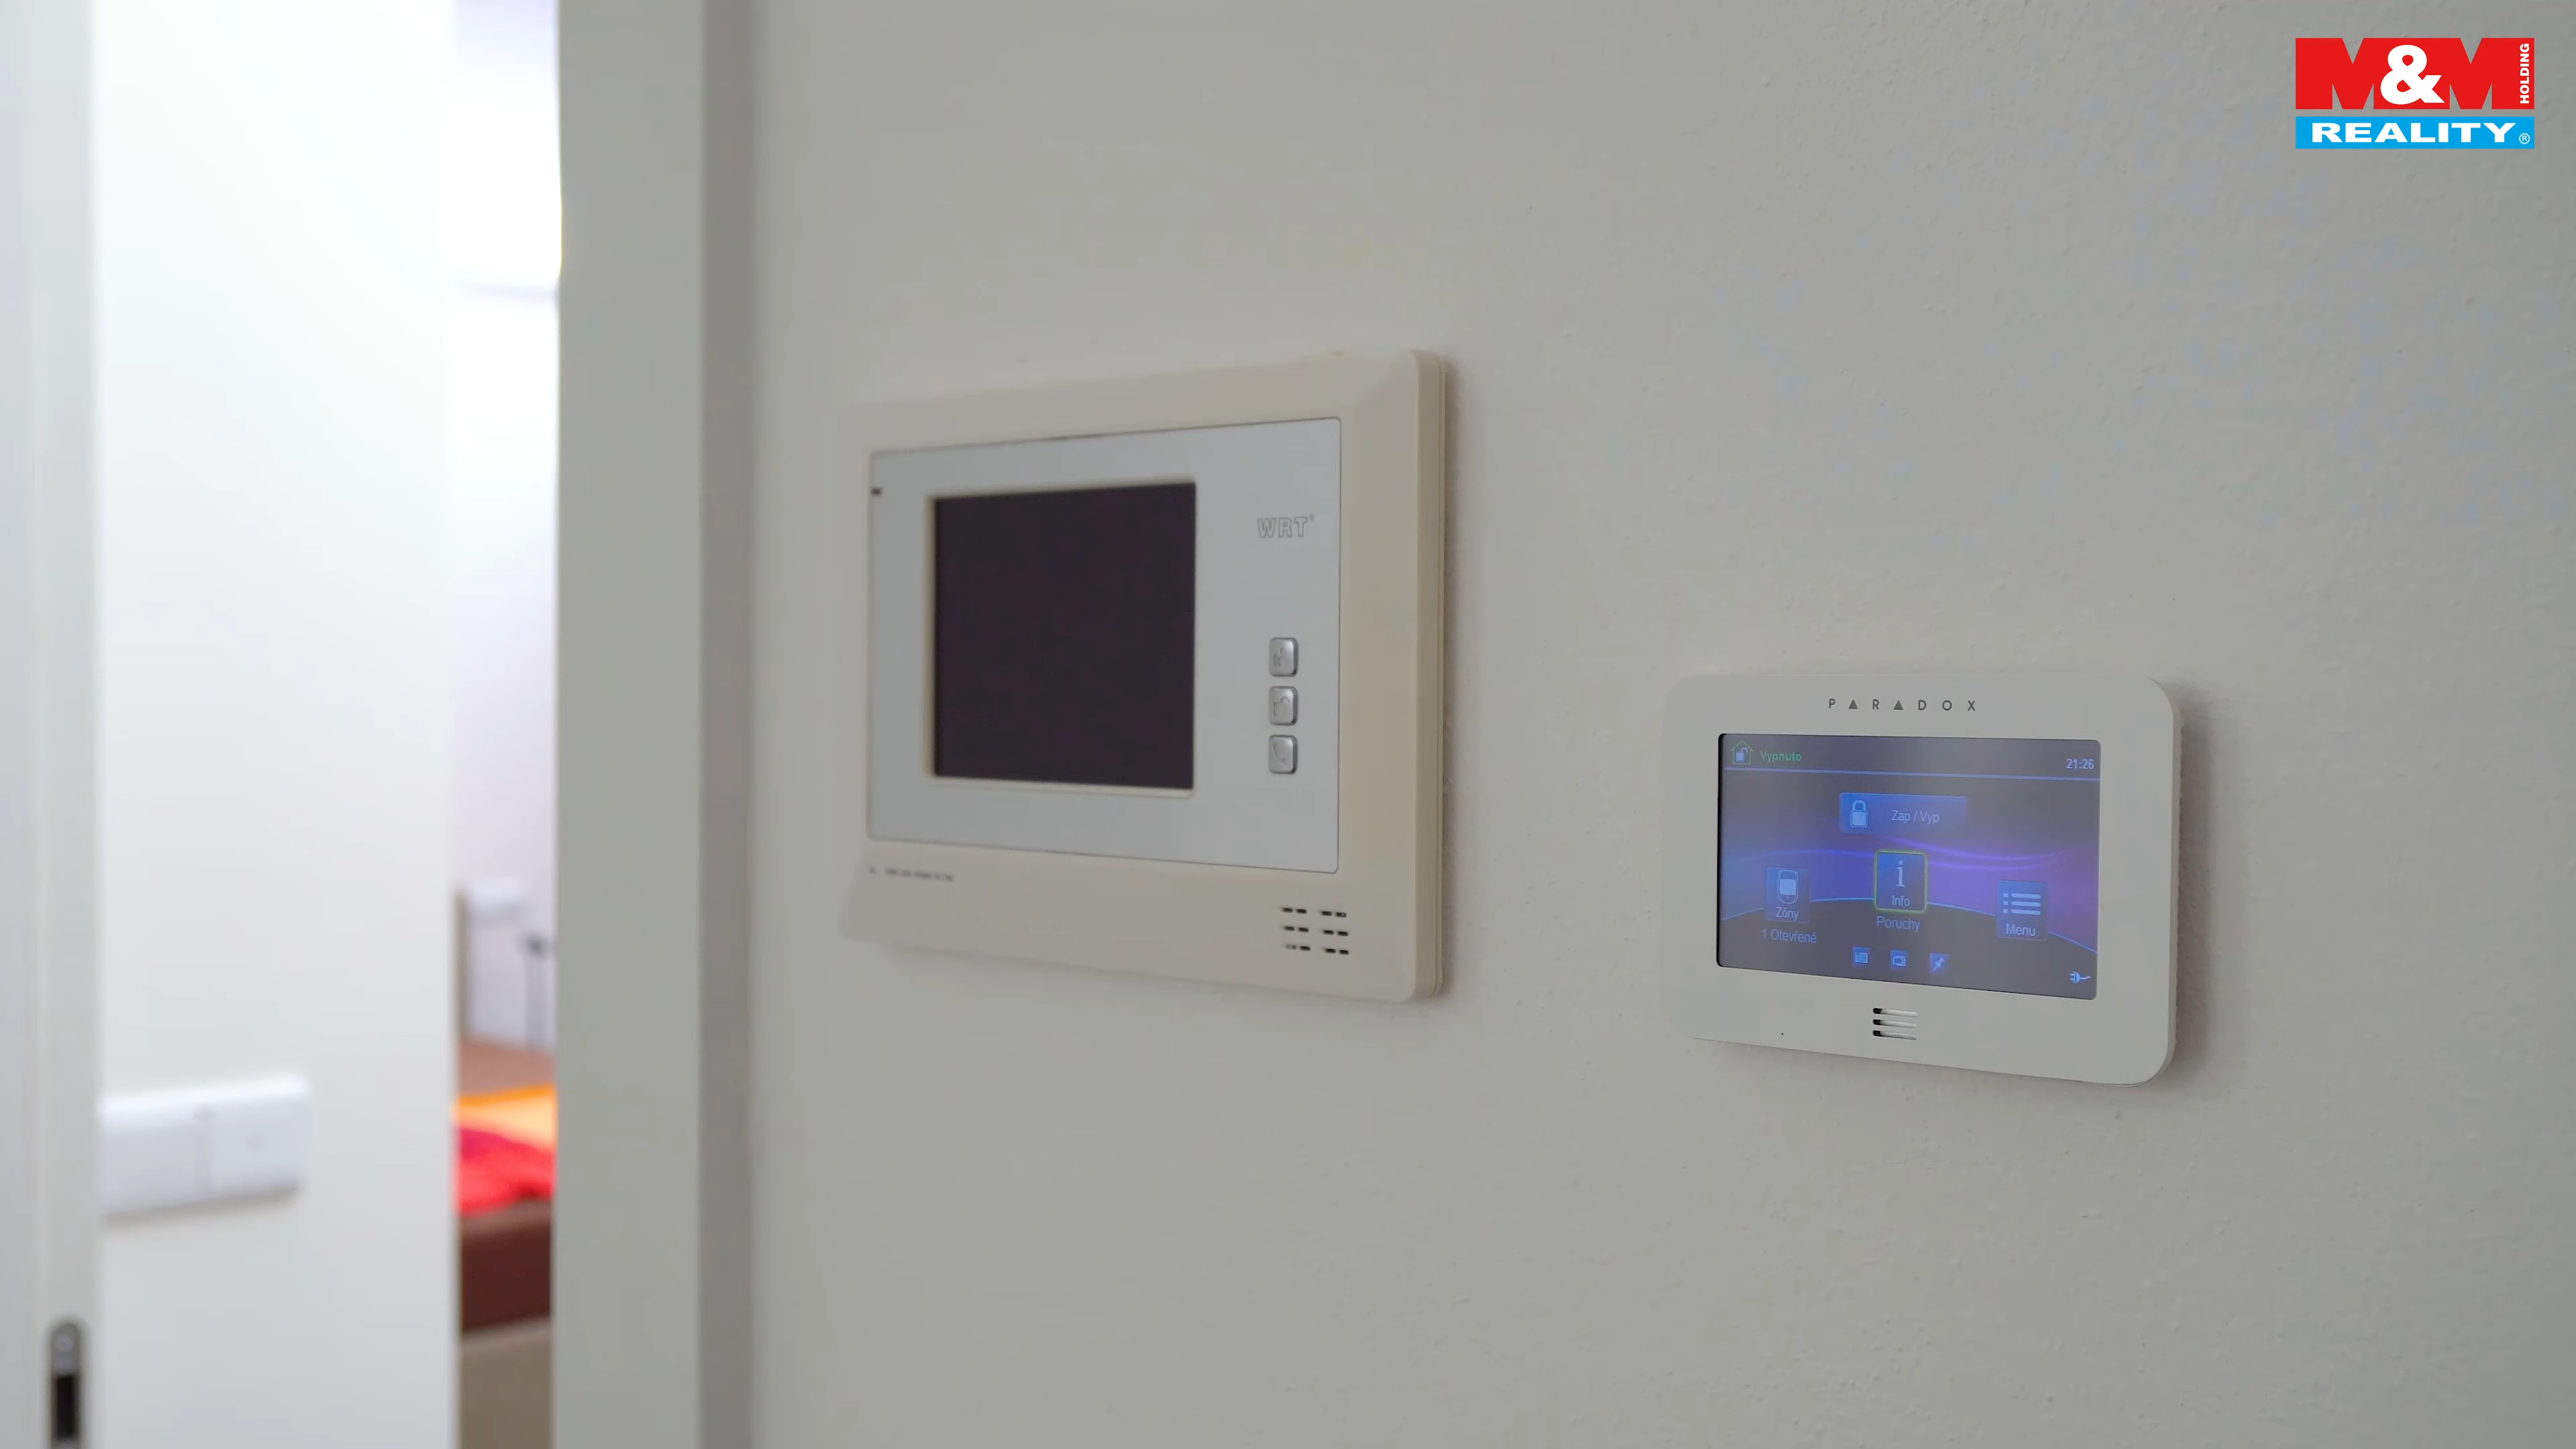 M&M HOLDING
REALITY®
WRT®
PARADOX
Vypnuto
21:26
Zap / Vyp
Zóny
Info
Menu
1 Otevřené
Poruchy